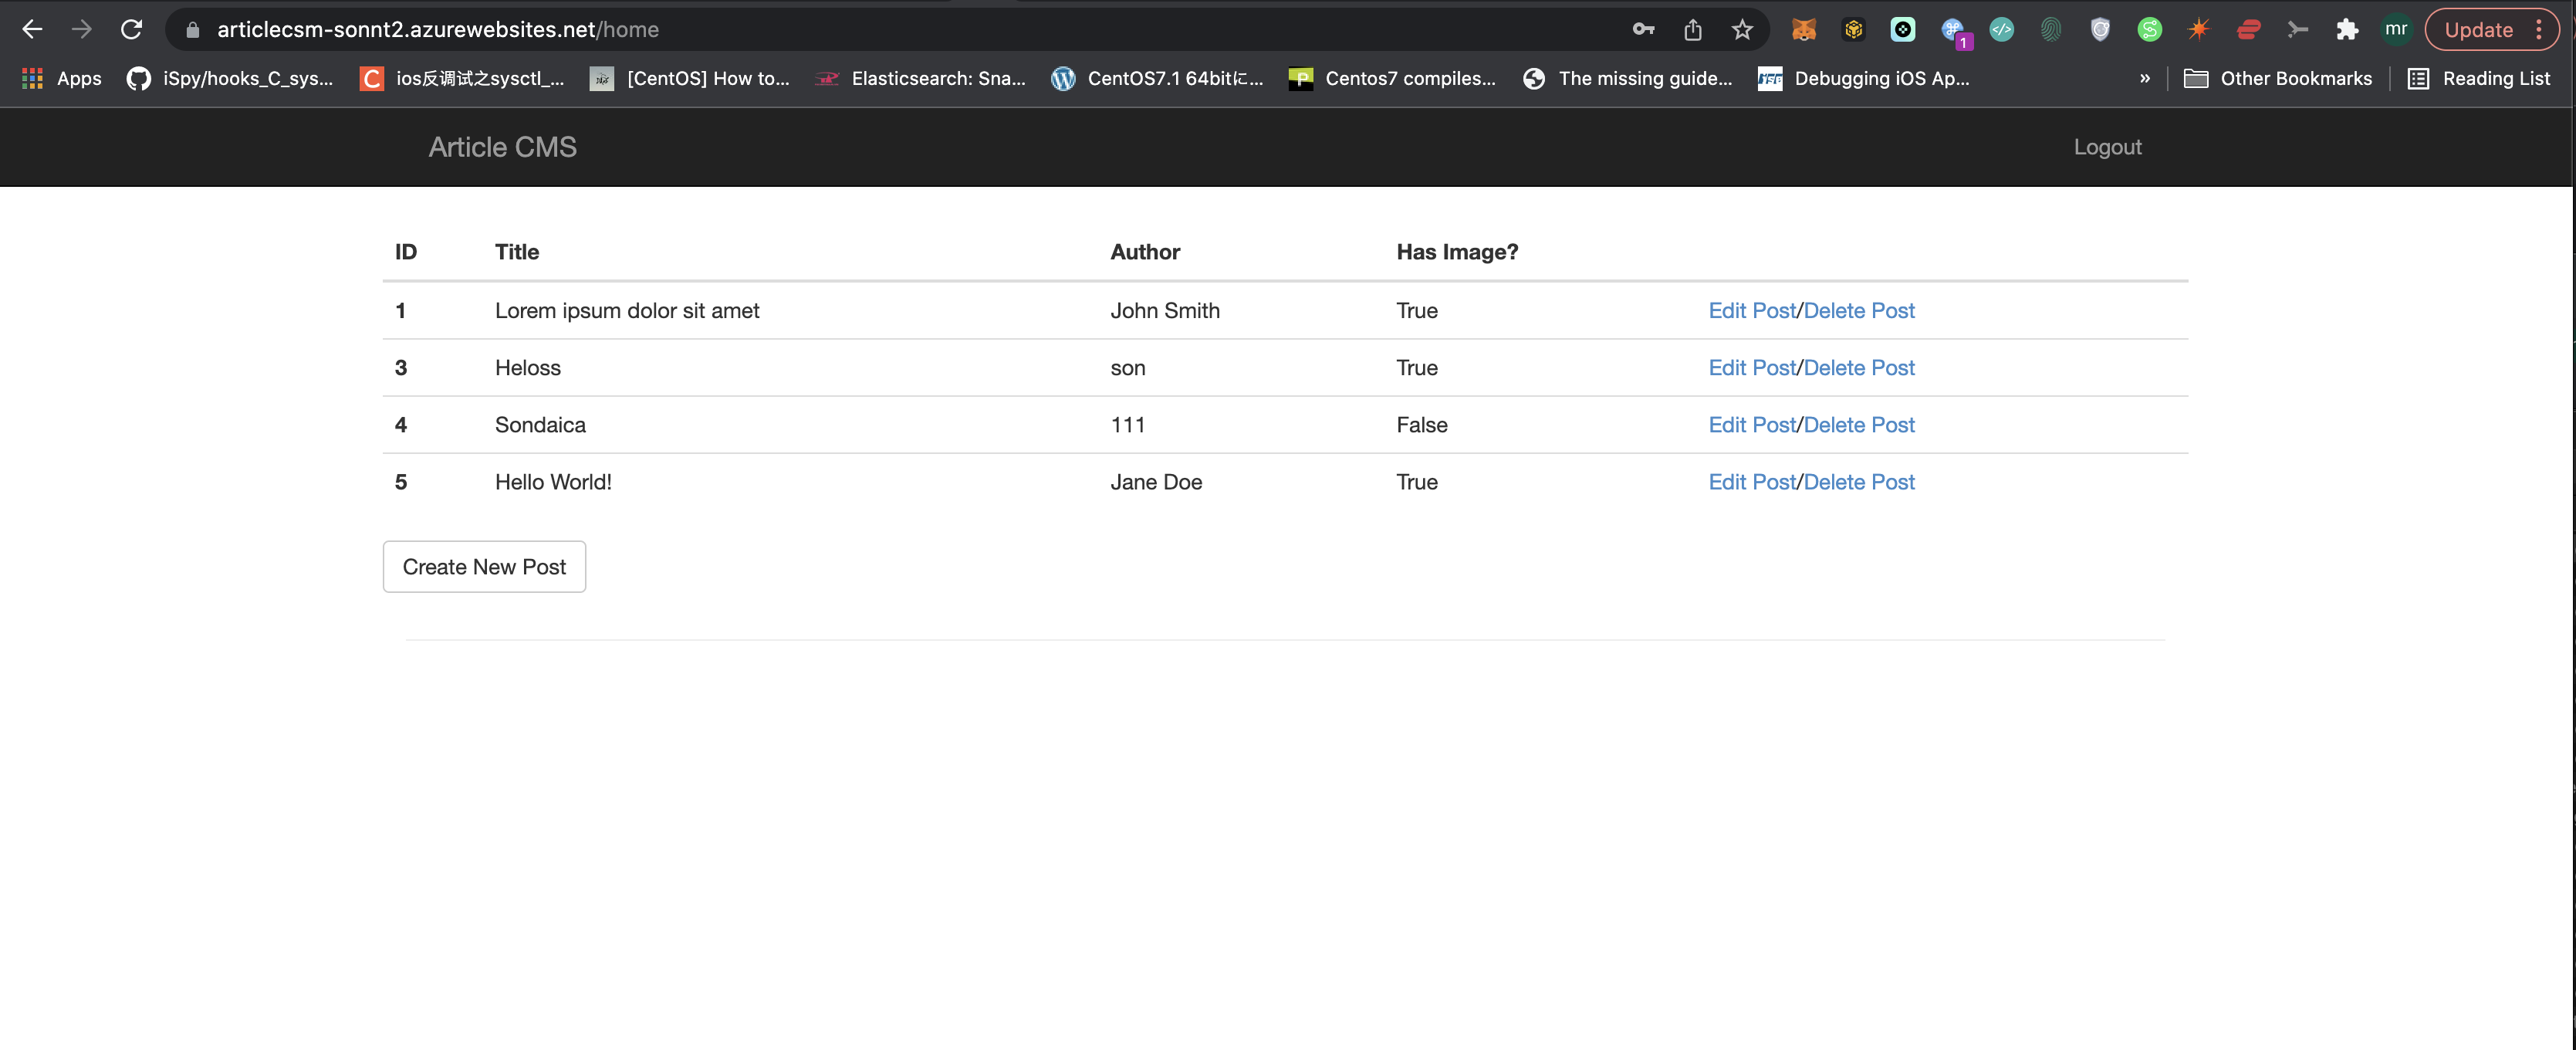 articlecsm-sonnt2.azurewebsites.net/home
1
mr
Update
Apps
iSpy/hooks_C_sys...
ios反调试之sysctl_...
[CentOS] How to...
Elasticsearch: Sna...
CentOS7.1 64bitに...
Centos7 compiles...
The missing guide...
Debugging iOS Ap...
»
Other Bookmarks
Reading List
Article CMS
Logout
ID Title Author Has Image?
1 Lorem ipsum dolor sit amet John Smith True Edit Post/Delete Post
3 Heloss son True Edit Post/Delete Post
4 Sondaica 111 False Edit Post/Delete Post
5 Hello World! Jane Doe True Edit Post/Delete Post
Create New Post